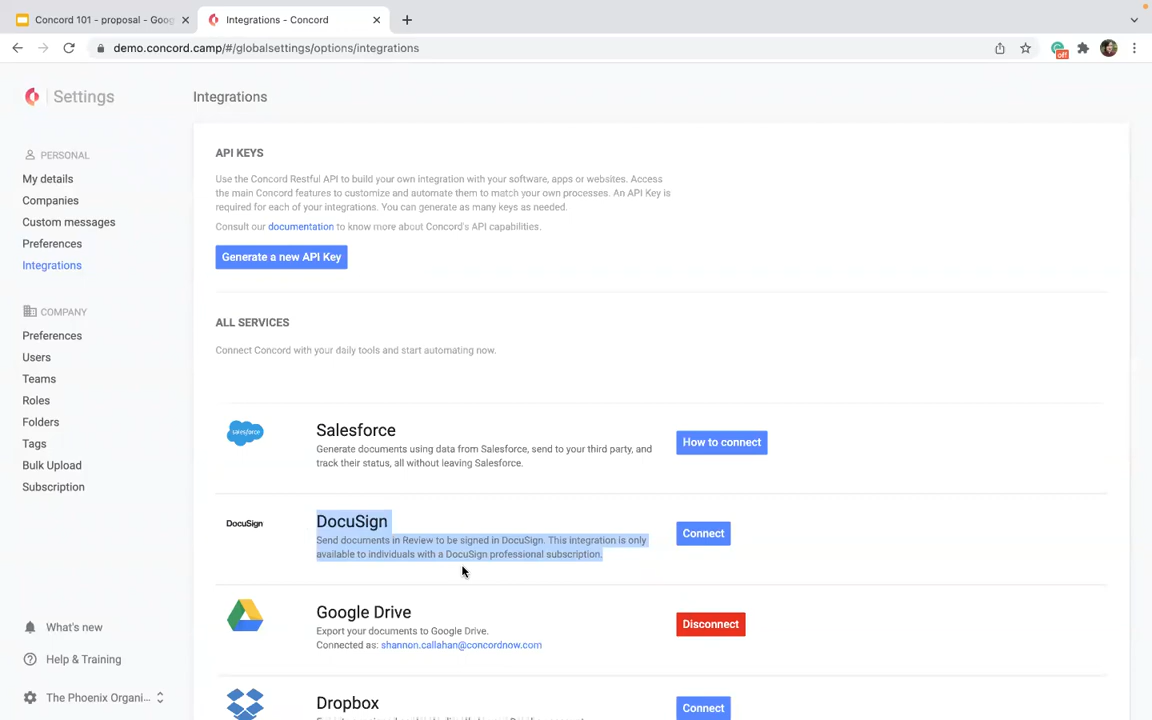 Concord 101 - proposal - Goog
Integrations - Concord
demo.concord.camp/#/globalsettings/options/integrations
off
Settings
Integrations
PERSONAL
My details
Companies
Custom messages
Preferences
Integrations
COMPANY
Preferences
Users
Teams
Roles
Folders
Tags
Bulk Upload
Subscription
What's new
Help & Training
The Phoenix Organi...
API KEYS
Use the Concord Restful API to build your own integration with your software, apps or websites. Access
the main Concord features to customize and automate them to match your own processes. An API Key is
required for each of your integrations. You can generate as many keys as needed.
Consult our documentation to know more about Concord's API capabilities.
Generate a new API Key
ALL SERVICES
Connect Concord with your daily tools and start automating now.
salesforce
Salesforce
Generate documents using data from Salesforce, send to your third party, and
track their status, all without leaving Salesforce.
How to connect
DocuSign
DocuSign
Send documents in Review to be signed in DocuSign. This integration is only
available to individuals with a DocuSign professional subscription.
Connect
Google Drive
Export your documents to Google Drive.
Connected as: shannon.callahan@concordnow.com
Disconnect
Dropbox
Connect